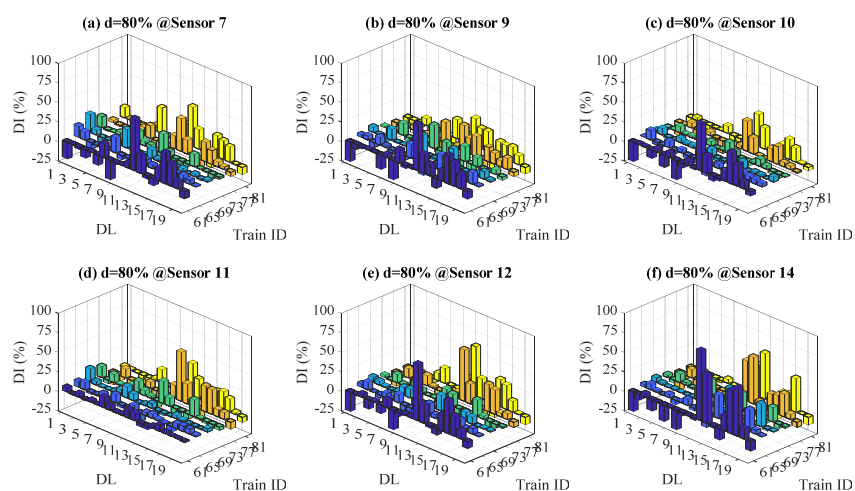 (a) d=80% @Sensor 7
(b) d=80% @Sensor 9
(c) d=80% @Sensor 10
DI (%)
100
75
50
25
0
-25
1 3 5 7 9 11 13 15 17 19
DL
61 65 69 73 77 81
Train ID
DI (%)
100
75
50
25
0
-25
1 3 5 7 9 11 13 15 17 19
DL
61 65 69 73 77 81
Train ID
DI (%)
100
75
50
25
0
-25
1 3 5 7 9 11 13 15 17 19
DL
61 65 69 73 77 81
Train ID
(d) d=80% @Sensor 11
(e) d=80% @Sensor 12
(f) d=80% @Sensor 14
DI (%)
100
75
50
25
0
-25
1 3 5 7 9 11 13 15 17 19
DL
61 65 69 73 77 81
Train ID
DI (%)
100
75
50
25
0
-25
1 3 5 7 9 11 13 15 17 19
DL
61 65 69 73 77 81
Train ID
DI (%)
100
75
50
25
0
-25
1 3 5 7 9 11 13 15 17 19
DL
61 65 69 73 77 81
Train ID